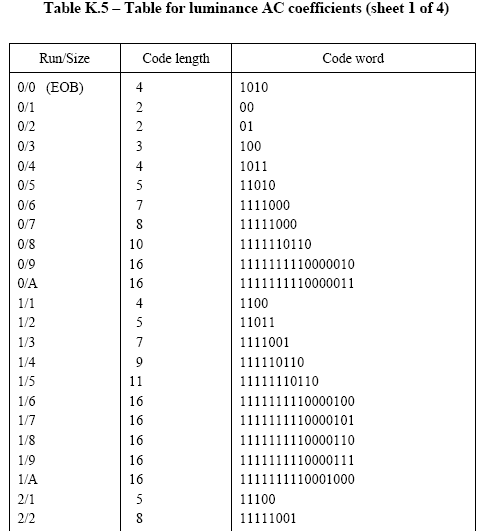 Table K.5 – Table for luminance AC coefficients (sheet 1 of 4)
Run/Size Code length Code word
0/0 (EOB) 4 1010
0/1 2 00
0/2 2 01
0/3 3 100
0/4 4 1011
0/5 5 11010
0/6 7 1111000
0/7 8 11111000
0/8 10 1111110110
0/9 16 1111111110000010
0/A 16 1111111110000011
1/1 4 1100
1/2 5 11011
1/3 7 1111001
1/4 9 111110110
1/5 11 11111110110
1/6 16 1111111110000100
1/7 16 1111111110000101
1/8 16 1111111110000110
1/9 16 1111111110000111
1/A 16 1111111110001000
2/1 5 11100
2/2 8 11111001